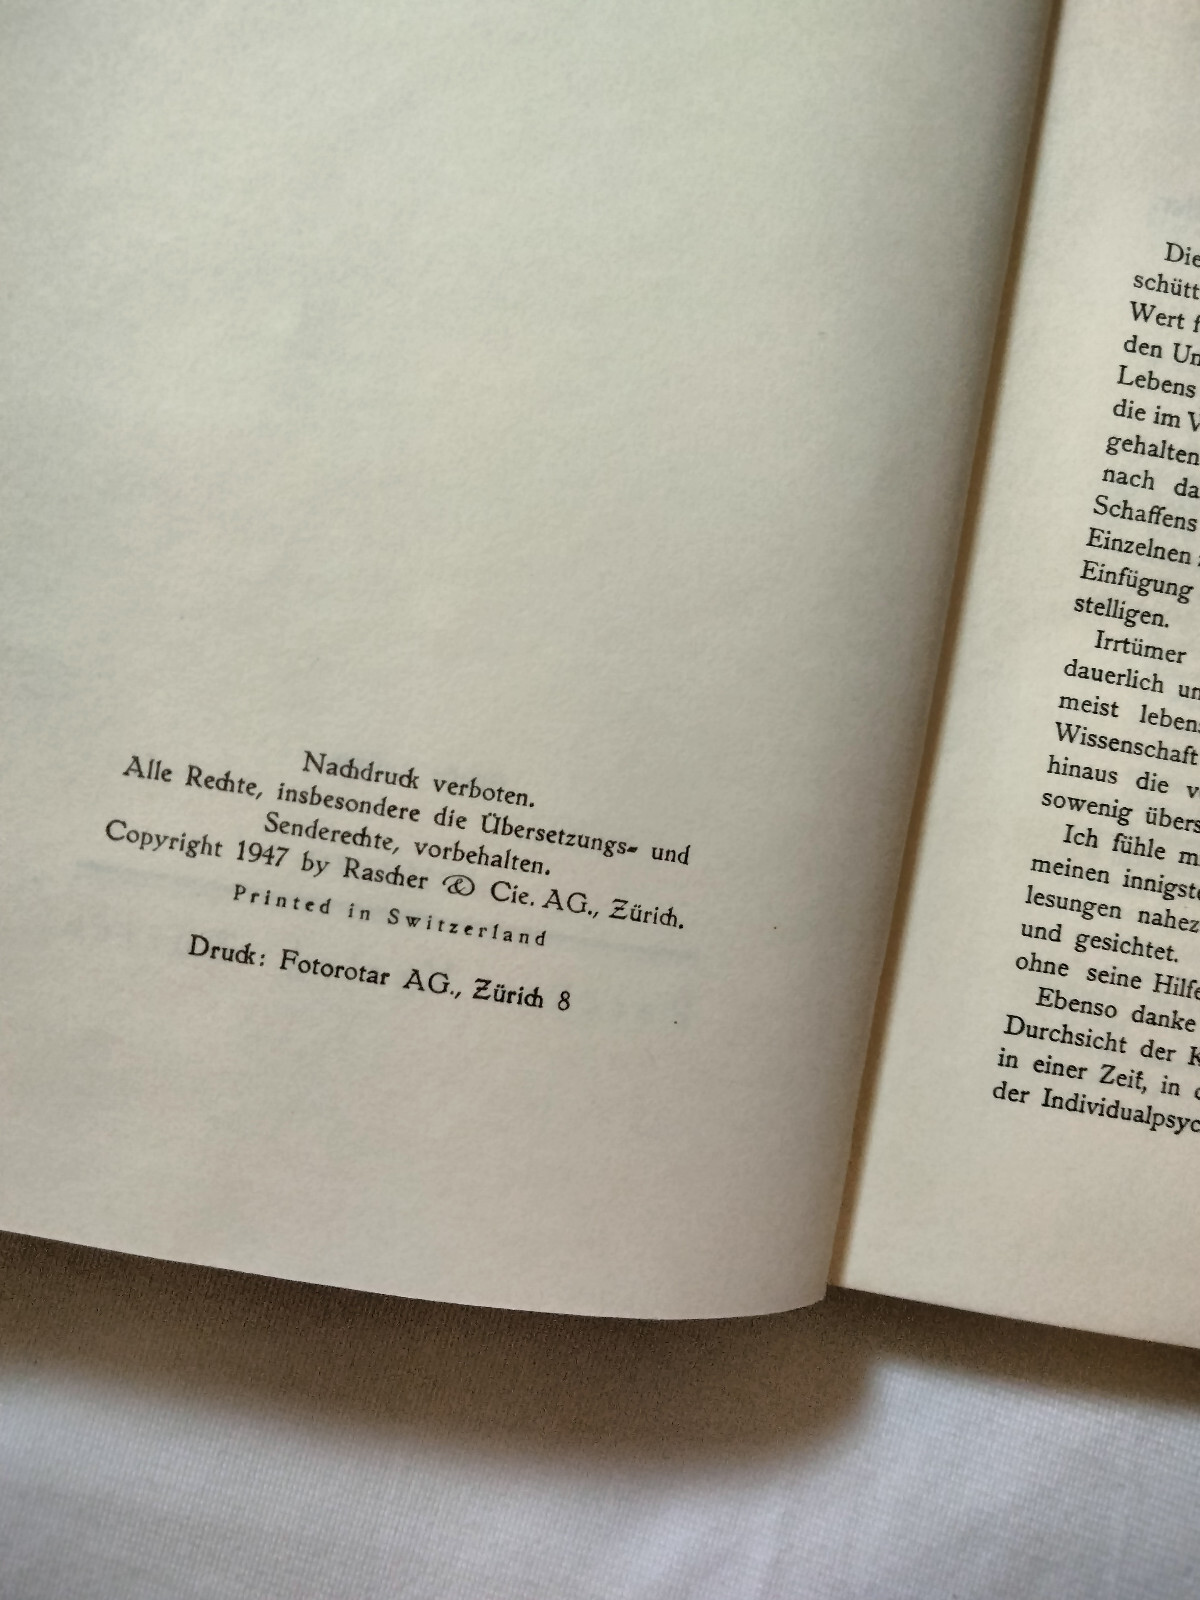 Nachdruck verboten.
Alle Rechte, insbesondere die Übersetzungs- und
Senderechte, vorbehalten.
Copyright 1947 by Rascher & Cie. AG., Zürich.
Printed in Switzerland
Druck: Fotorotar AG., Zürich 8
Die
schütt
Wert f
den Un
Lebens
die im V
gehalten
nach da
Schaffens
Einzelnen
Einfügung
stelligen.
Irrtümer
dauerlich un
meist lebens
Wissenschaft
hinaus die v
sowenig übers
Ich fühle m
meinen innigste
lesungen nahez
und gesichtet.
ohne seine Hilfe
Ebenso danke
Durchsicht der K
in einer Zeit, in d
der Individualpsyc